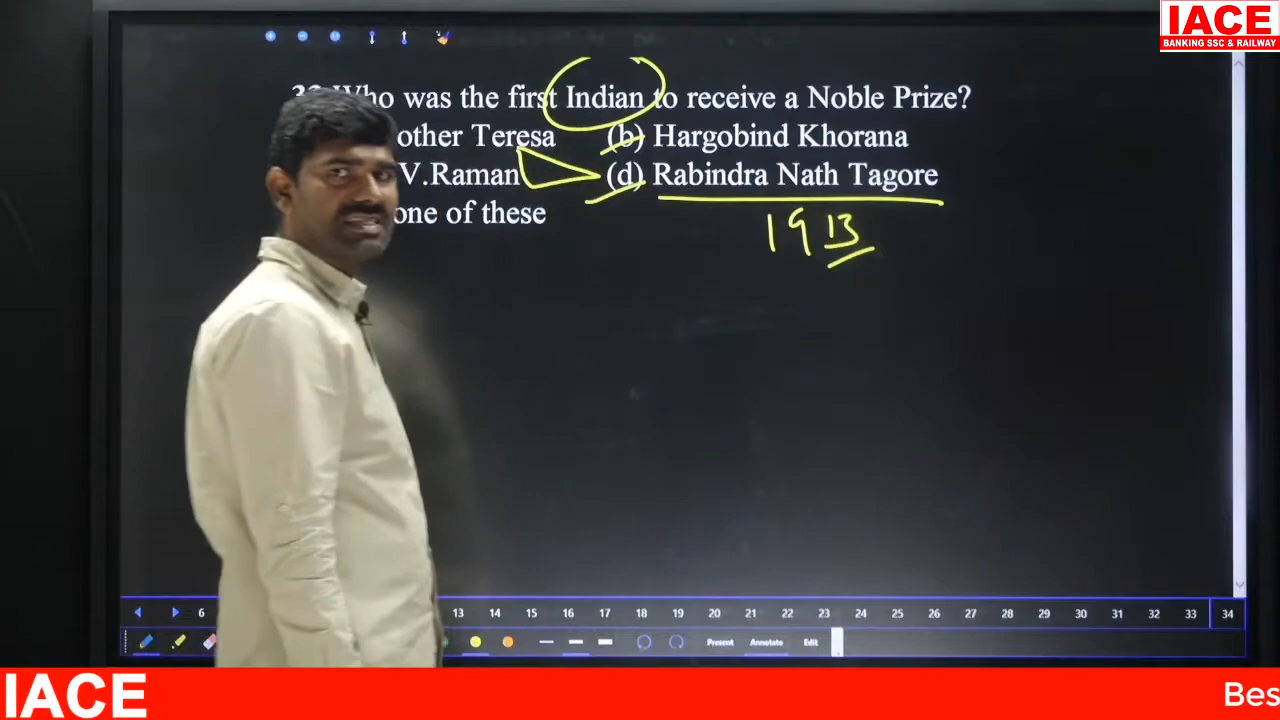 IACE
BANKING SSC & RAILWAY
Who was the first Indian to receive a Noble Prize?
other Teresa (b) Hargobind Khorana
V.Raman (d) Rabindra Nath Tagore
one of these
1913
6 13 14 15 16 17 18 19 20 21 22 23 24 25 26 27 28 29 30 31 32 33 34
Present Annotate Edit
IACE
Bes